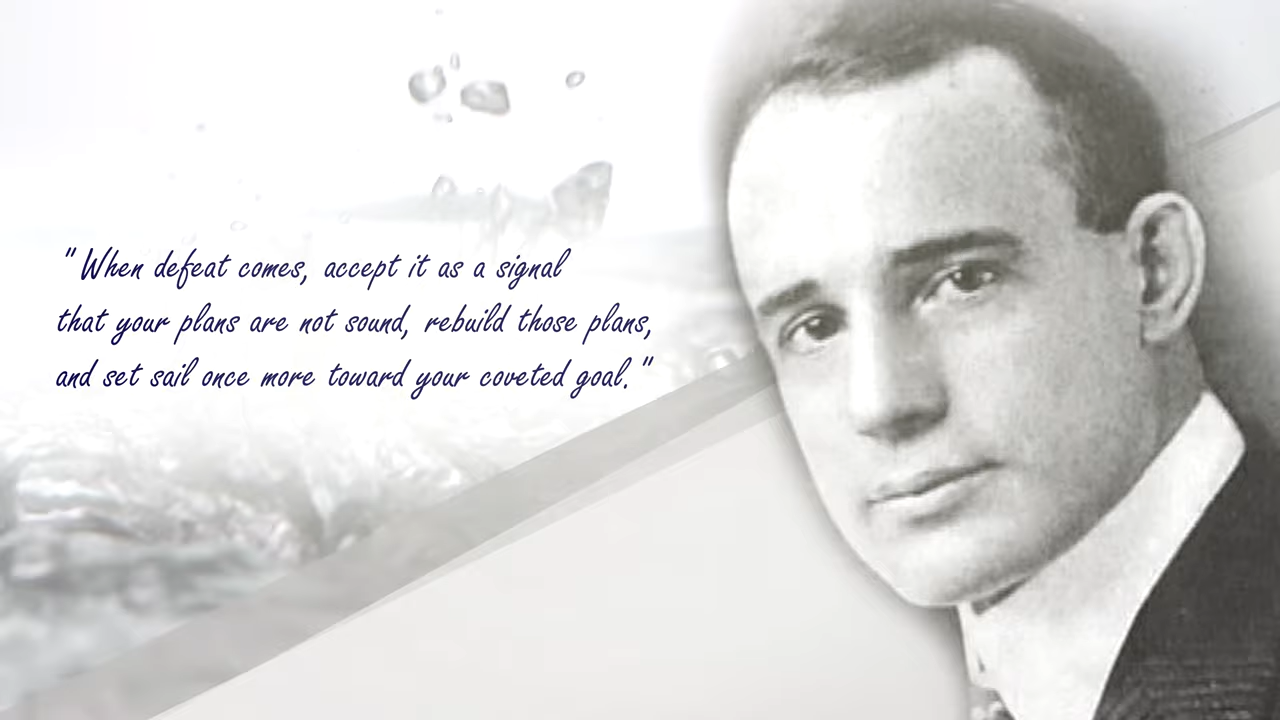 "When defeat comes, accept it as a signal
that your plans are not sound, rebuild those plans,
and set sail once more toward your coveted goal."